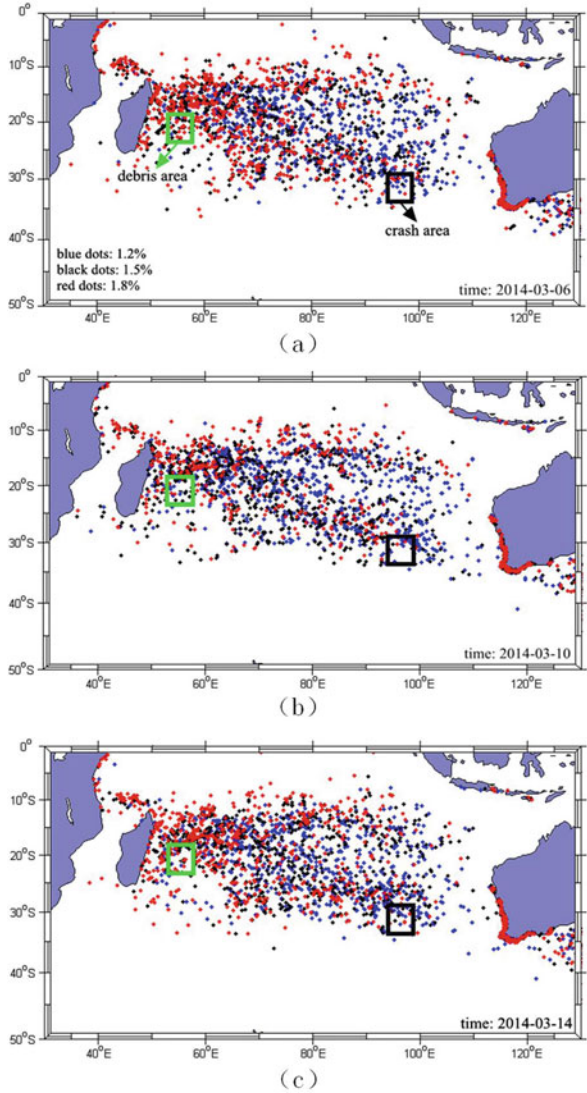 0°
10°S
20°S
30°S
40°S
50°S
debris area
crash area
blue dots: 1.2%
black dots: 1.5%
red dots: 1.8%
time: 2014-03-06
40°E 60°E 80°E 100°E 120°E
(a)
0°
10°S
20°S
30°S
40°S
50°S
time: 2014-03-10
40°E 60°E 80°E 100°E 120°E
(b)
0°
10°S
20°S
30°S
40°S
50°S
time: 2014-03-14
40°E 60°E 80°E 100°E 120°E
(c)